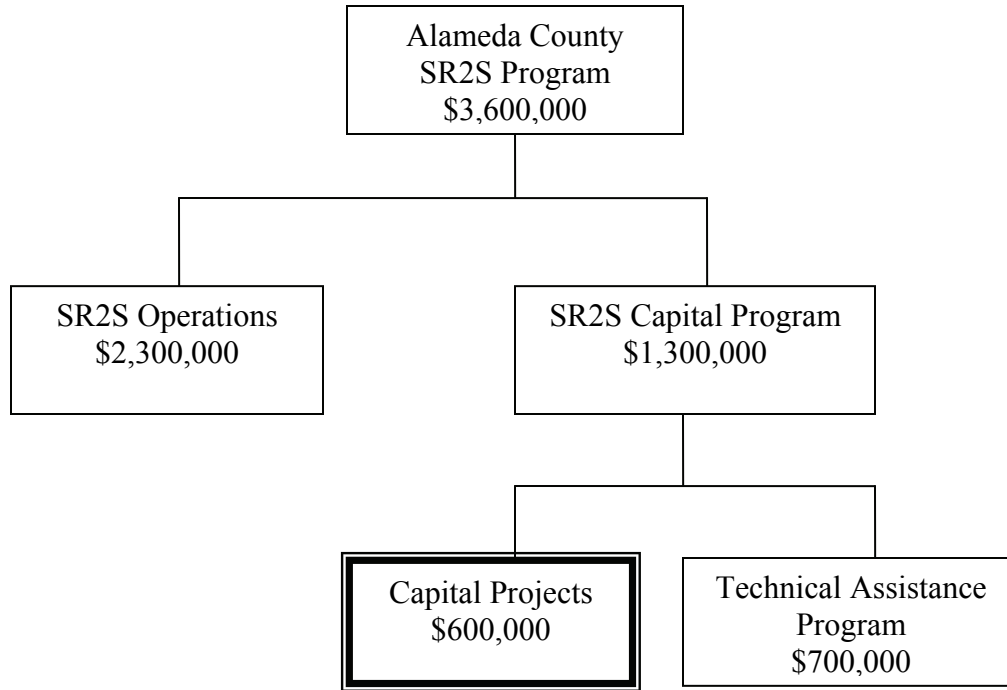 Alameda County
SR2S Program
$3,600,000
SR2S Operations
$2,300,000
SR2S Capital Program
$1,300,000
Capital Projects
$600,000
Technical Assistance
Program
$700,000